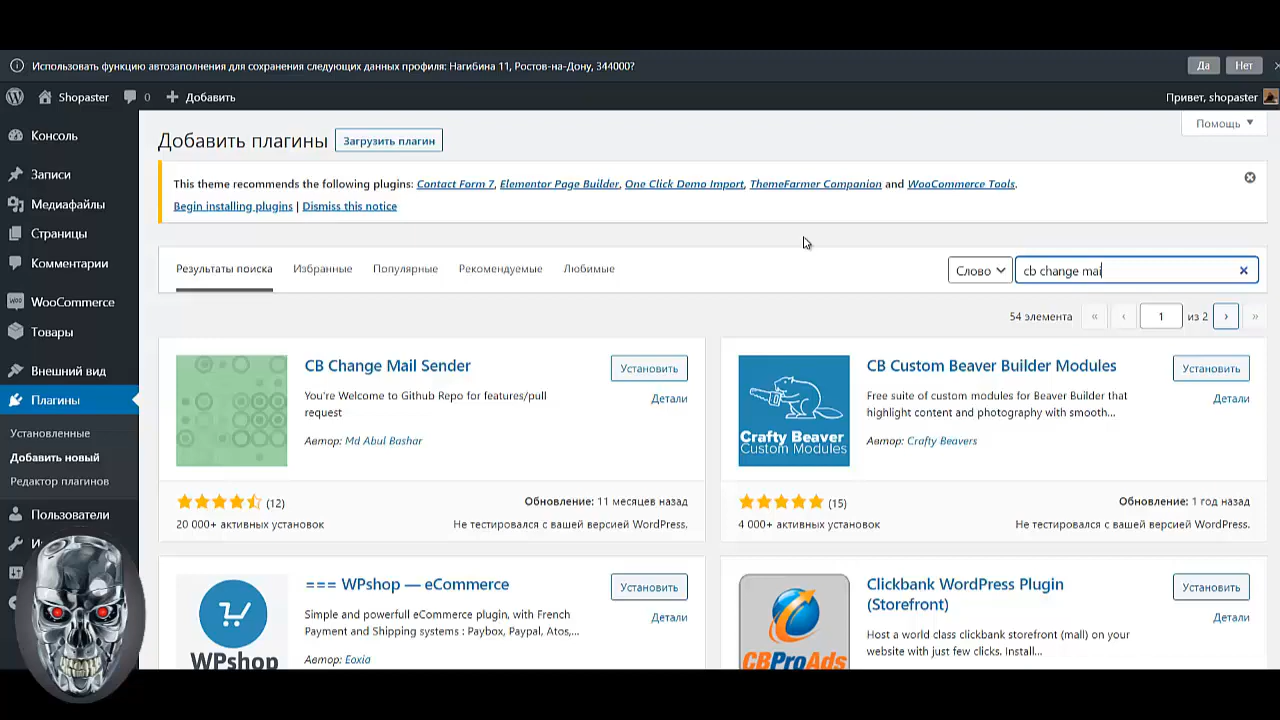 Использовать функцию автозаполнения для сохранения следующих данных профиля: Нагибина 11, Ростов-на-Дону, 344000?
Да
Нет
Shopaster
0
Добавить
Привет, shopaster
Консоль
Записи
Медиафайлы
Страницы
Комментарии
WooCommerce
Товары
Внешний вид
Плагины
Установленные
Добавить новый
Редактор плагинов
Пользователи
Помощь
Добавить плагины
Загрузить плагин
This theme recommends the following plugins: Contact Form 7, Elementor Page Builder, One Click Demo Import, ThemeFarmer Companion and WooCommerce Tools.
Begin installing plugins | Dismiss this notice
Результаты поиска
Избранные
Популярные
Рекомендуемые
Любимые
Слово
cb change mai
54 элемента
«
‹
1
из 2
›
»
CB Change Mail Sender
Установить
You're Welcome to Github Repo for features/pull
request
Детали
Автор: Md Abul Bashar
(12)
Обновление: 11 месяцев назад
20 000+ активных установок
Не тестировался с вашей версией WordPress.
CB Custom Beaver Builder Modules
Установить
Free suite of custom modules for Beaver Builder that
highlight content and photography with smooth...
Детали
Автор: Crafty Beavers
Crafty Beaver
Custom Modules
(15)
Обновление: 1 год назад
4 000+ активных установок
Не тестировался с вашей версией WordPress.
=== WPshop — eCommerce
Установить
Simple and powerfull eCommerce plugin, with French
Payment and Shipping systems : Paybox, Paypal, Atos,...
Детали
Автор: Eoxia
WPshop
Clickbank WordPress Plugin
(Storefront)
Установить
Host a world class clickbank storefront (mall) on your
website with just few clicks. Install...
Детали
CBProAds